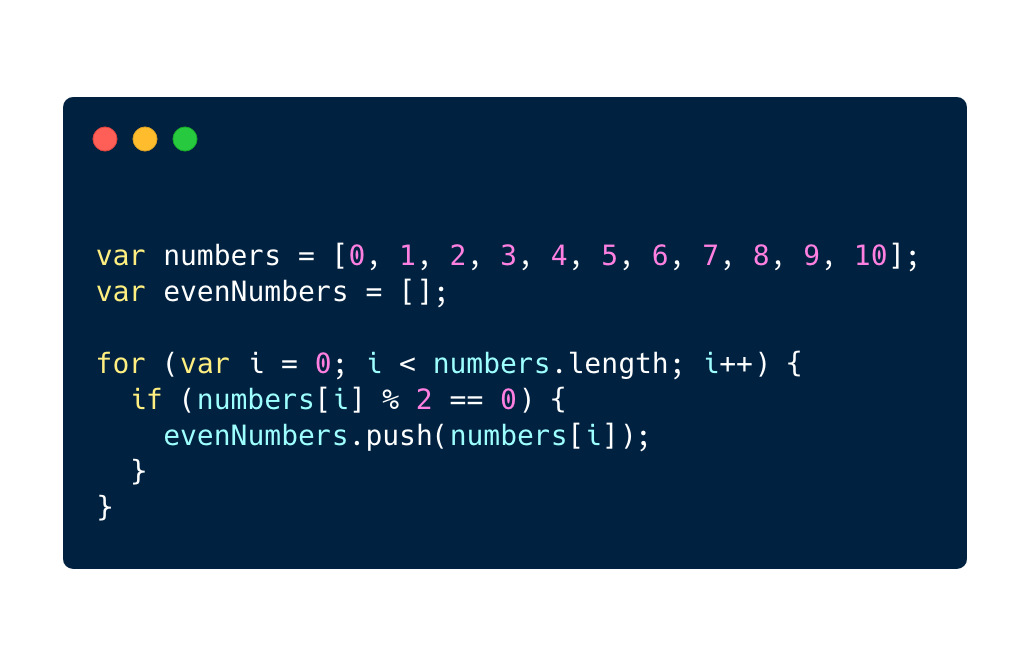 var numbers = [0, 1, 2, 3, 4, 5, 6, 7, 8, 9, 10];
var evenNumbers = [];

for (var i = 0; i < numbers.length; i++) {
  if (numbers[i] % 2 == 0) {
    evenNumbers.push(numbers[i]);
  }
}